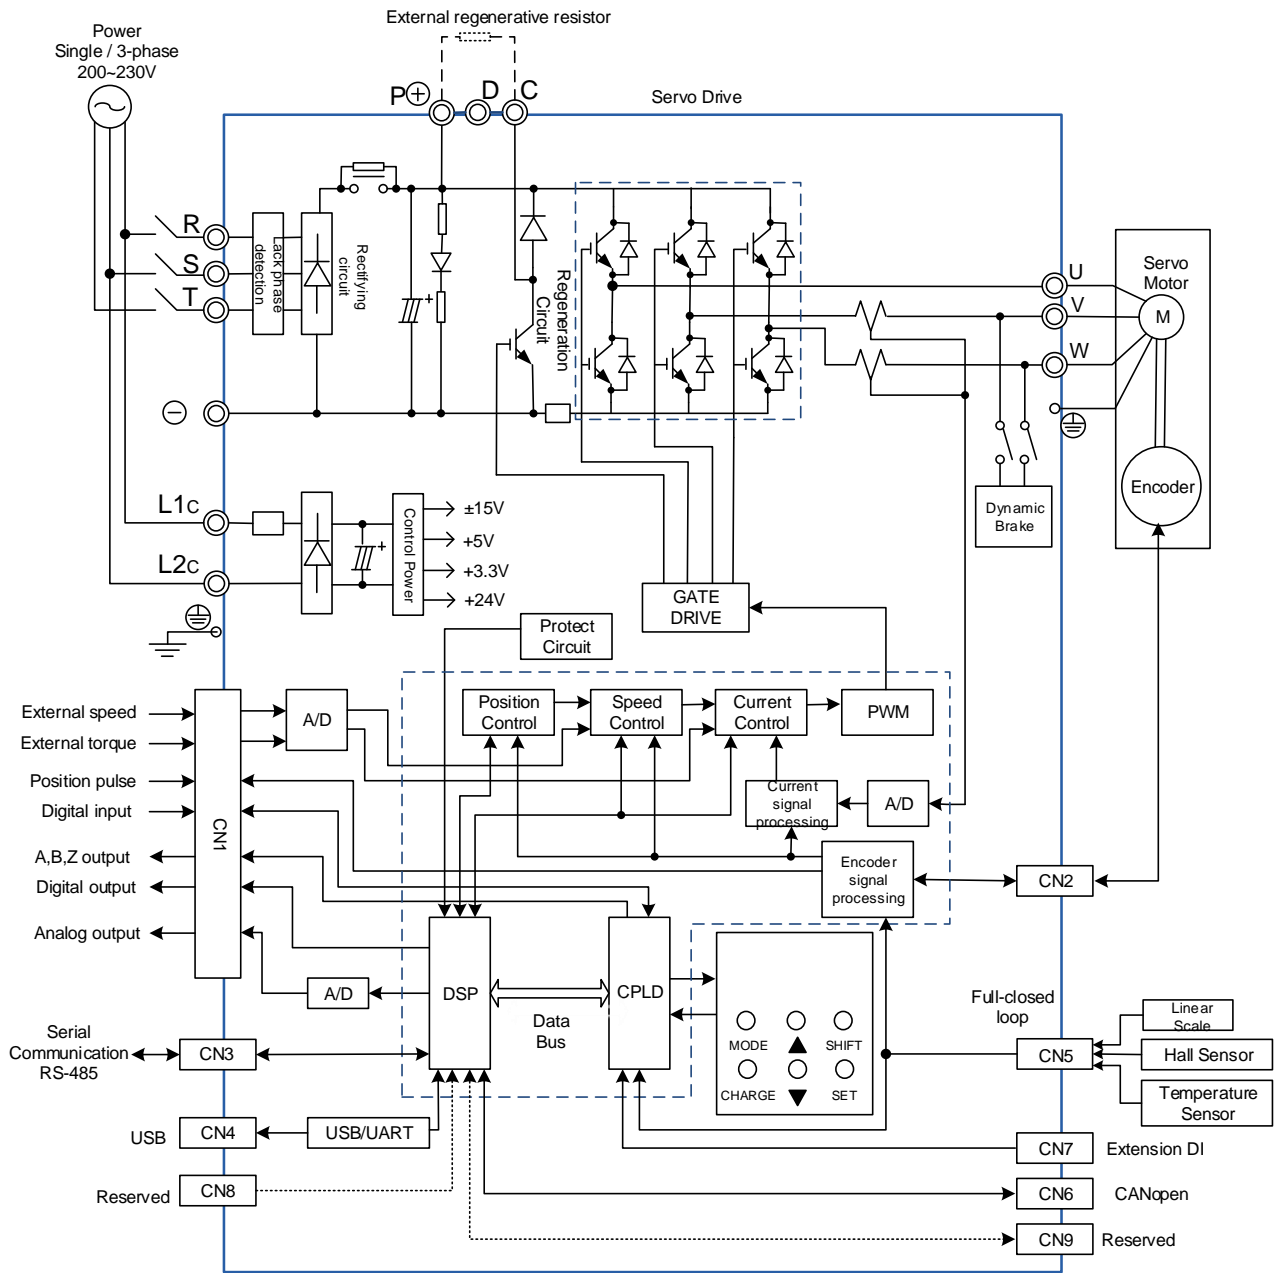 External regenerative resistor
Power
Single / 3-phase
200~230V
P⊕
D
C
Servo Drive
R
S
T
Lack phase
detection
Rectifying
circuit
Regeneration
Circuit
U
V
W
Servo
Motor
M
Encoder
Dynamic
Brake
L1C
L2C
Control Power
±15V
+5V
+3.3V
+24V
GATE
DRIVE
Protect
Circuit
External speed
External torque
Position pulse
Digital input
A,B,Z output
Digital output
Analog output
CN1
A/D
Position
Control
Speed
Control
Current
Control
PWM
Current
signal
processing
A/D
Encoder
signal
processing
CN2
A/D
DSP
Data
Bus
CPLD
MODE
SHIFT
CHARGE
SET
Full-closed
loop
CN5
Linear
Scale
Hall Sensor
Temperature
Sensor
Serial
Communication
RS-485
CN3
USB
CN4
USB/UART
Reserved
CN8
CN7
Extension DI
CN6
CANopen
CN9
Reserved